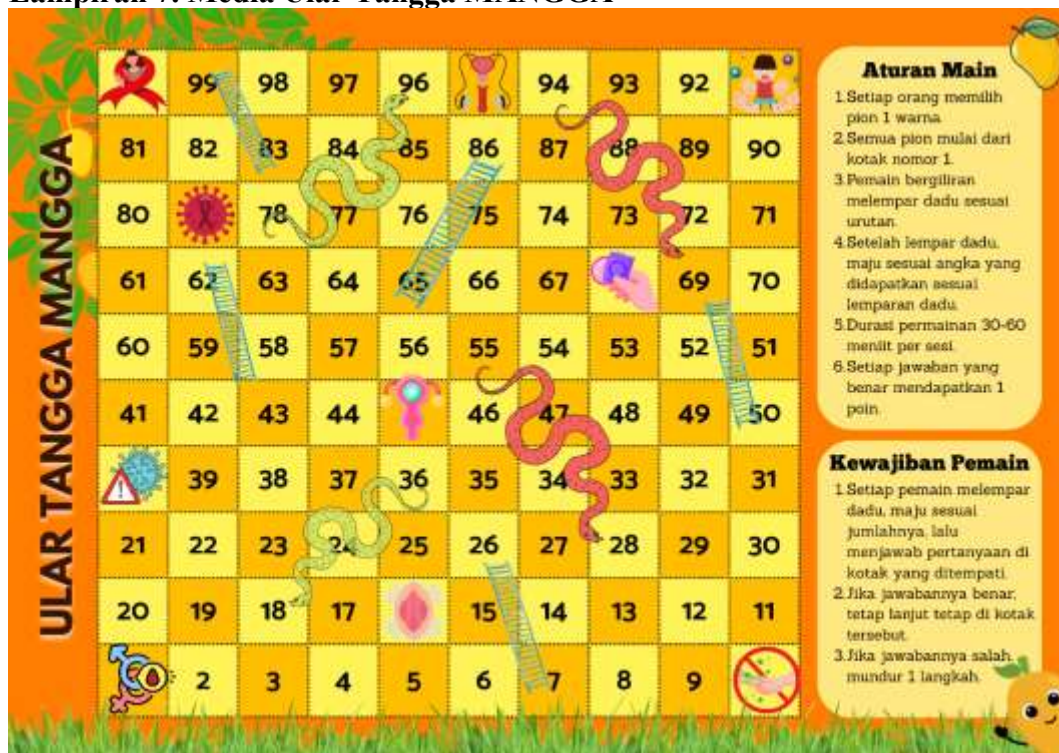 Lampiran 7. Media Ular Tangga MANGGA
ULAR TANGGA MANGGA
99 98 97 96 94 93 92
81 82 83 84 85 86 87 88 89 90
80 78 77 76 75 74 73 72 71
61 62 63 64 65 66 67 69 70
60 59 58 57 56 55 54 53 52 51
41 42 43 44 46 47 48 49 50
39 38 37 36 35 34 33 32 31
21 22 23 24 25 26 27 28 29 30
20 19 18 17 15 14 13 12 11
2 3 4 5 6 7 8 9
Aturan Main
1.Setiap orang memilih
pion 1 warna.
2.Semua pion mulai dari
kotak nomor 1.
3.Pemain bergiliran
melempar dadu sesuai
urutan.
4.Setelah lempar dadu,
maju sesuai angka yang
didapatkan sesuai
lemparan dadu.
5.Durasi permainan 30-60
menit per sesi.
6.Setiap jawaban yang
benar mendapatkan 1
poin.
Kewajiban Pemain
1.Setiap pemain melempar
dadu, maju sesuai
jumlahnya, lalu
menjawab pertanyaan di
kotak yang ditempati.
2.Jika jawabannya benar,
tetap lanjut tetap di kotak
tersebut.
3.Jika jawabannya salah,
mundur 1 langkah.